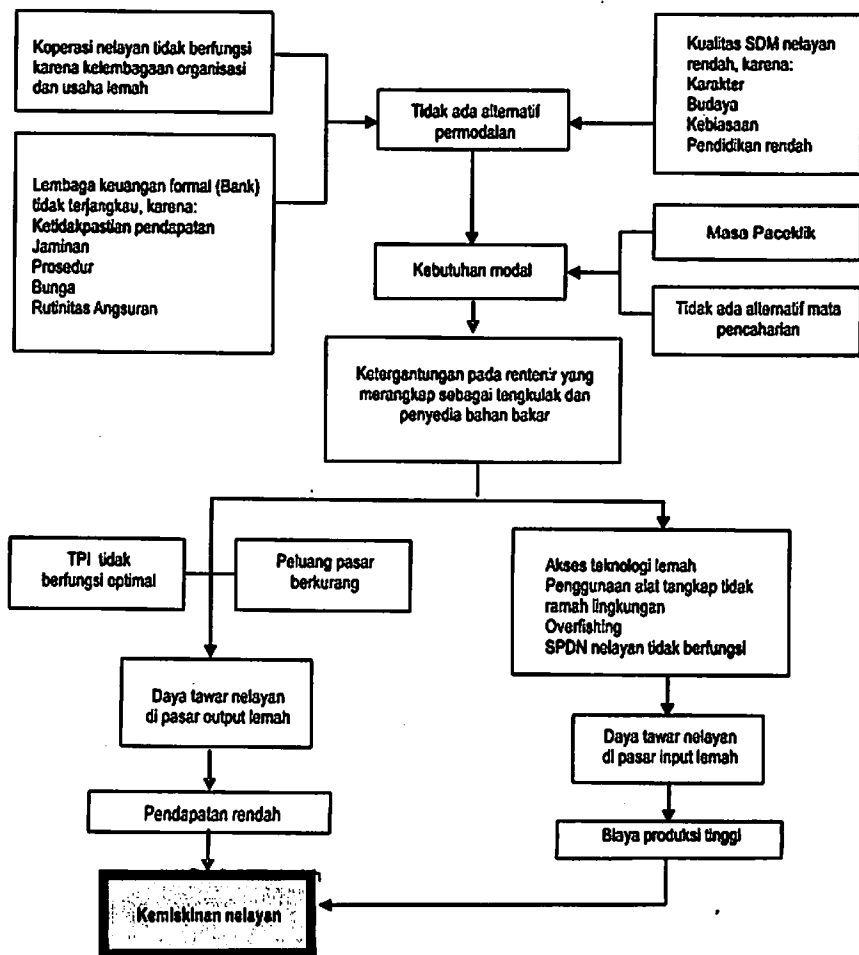 Koperasi nelayan tidak berfungsi
karena kelembagaan organisasi
dan usaha lemah
Kualitas SDM nelayan
rendah, karena:
Karakter
Budaya
Kebiasaan
Pendidikan rendah
Tidak ada alternatif
permodalan
Lembaga keuangan formal (Bank)
tidak terjangkau, karena:
Ketidakpastian pendapatan
Jaminan
Prosedur
Bunga
Rutinitas Angsuran
Masa Paceklik
Kebutuhan modal
Tidak ada alternatif mata
pencaharian
Ketergantungan pada rentenir yang
merangkap sebagai tengkulak dan
penyedia bahan bakar
TPI tidak
berfungsi optimal
Peluang pasar
berkurang
Akses teknologi lemah
Penggunaan alat tangkap tidak
ramah lingkungan
Overfishing
SPDN nelayan tidak berfungsi
Daya tawar nelayan
di pasar output lemah
Daya tawar nelayan
di pasar input lemah
Pendapatan rendah
Biaya produksi tinggi
Kemiskinan nelayan